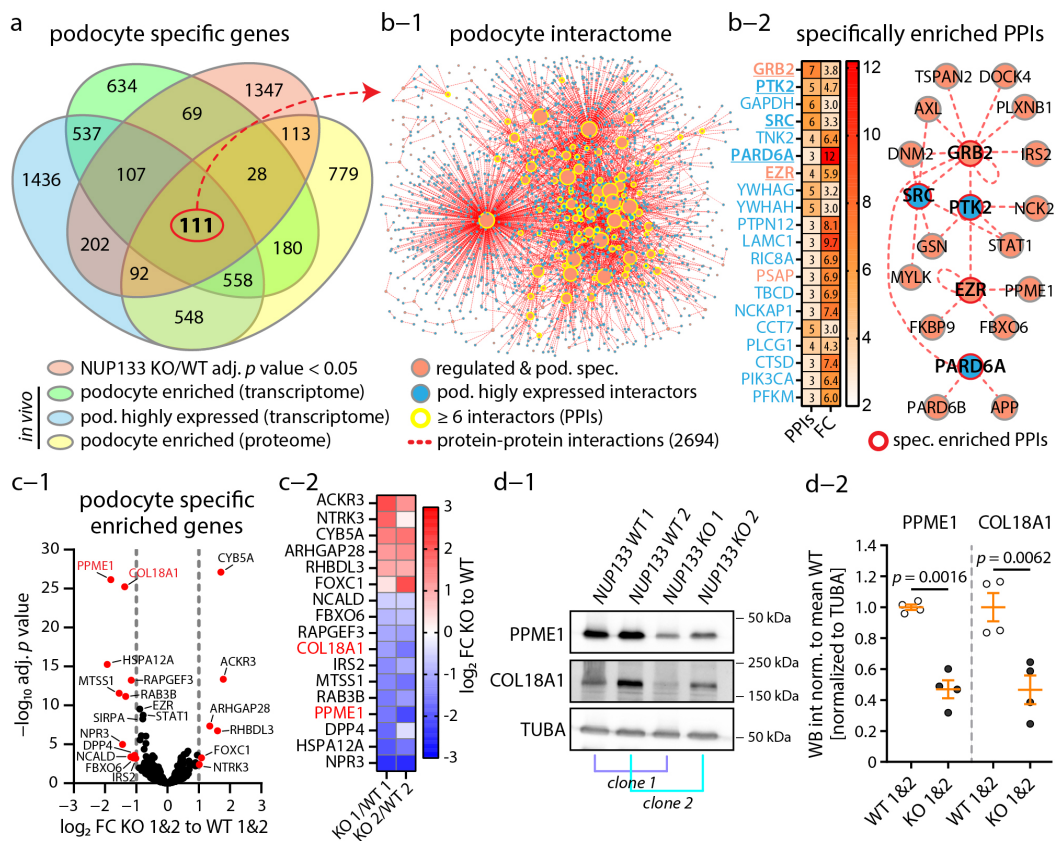 a
podocyte specific genes
634
1347
69
537
113
1436
107
28
779
111
202
180
92
558
548
NUP133 KO/WT adj. p value < 0.05
podocyte enriched (transcriptome)
pod. highly expressed (transcriptome)
podocyte enriched (proteome)
in vivo
b−1
podocyte interactome
regulated & pod. spec.
pod. higly expressed interactors
≥ 6 interactors (PPIs)
protein-protein interactions (2694)
b−2
specifically enriched PPIs
GRB2 7 3.8
PTK2 5 4.7
GAPDH 6 3.0
SRC 6 3.3
TNK2 4 6.4
PARD6A 3 12
EZR 4 5.9
YWHAG 5 3.2
YWHAH 5 3.0
PTPN12 3 8.1
LAMC1 3 9.7
RIC8A 3 6.9
PSAP 3 6.9
TBCD 3 6.9
NCKAP1 3 7.4
CCT7 5 3.0
PLCG1 4 4.3
CTSD 3 7.4
PIK3CA 3 6.4
PFKM 3 6.0
PPIs
FC
12
10
8
6
4
2
TSPAN2
DOCK4
AXL
PLXNB1
DNM2
GRB2
IRS2
SRC
PTK2
NCK2
GSN
STAT1
MYLK
EZR
PPME1
FKBP9
FBXO6
PARD6A
PARD6B
APP
spec. enriched PPIs
c−1
podocyte specific
enriched genes
30
25
20
15
10
5
0
−log₁₀ adj. p value
PPME1
COL18A1
CYB5A
HSPA12A
MTSS1
RAPGEF3
RAB3B
EZR
SIRPA
STAT1
NPR3
DPP4
NCALD
FBXO6
IRS2
ACKR3
ARHGAP28
RHBDL3
FOXC1
NTRK3
−3 −2 −1 0 1 2 3
log₂ FC KO 1&2 to WT 1&2
c−2
ACKR3
NTRK3
CYB5A
ARHGAP28
RHBDL3
FOXC1
NCALD
FBXO6
RAPGEF3
COL18A1
IRS2
MTSS1
RAB3B
PPME1
DPP4
HSPA12A
NPR3
KO 1/WT 1
KO 2/WT 2
3
2
1
0
-1
-2
-3
log₂ FC KO to WT
d−1
NUP133 WT 1
NUP133 WT 2
NUP133 KO 1
NUP133 KO 2
PPME1
50 kDa
COL18A1
250 kDa
150 kDa
TUBA
50 kDa
clone 1
clone 2
d−2
PPME1
COL18A1
1.4
1.2
1.0
0.8
0.6
0.4
0.2
0.0
WB int norm. to mean WT
[normalized to TUBA]
p = 0.0016
p = 0.0062
WT 1&2
KO 1&2
WT 1&2
KO 1&2